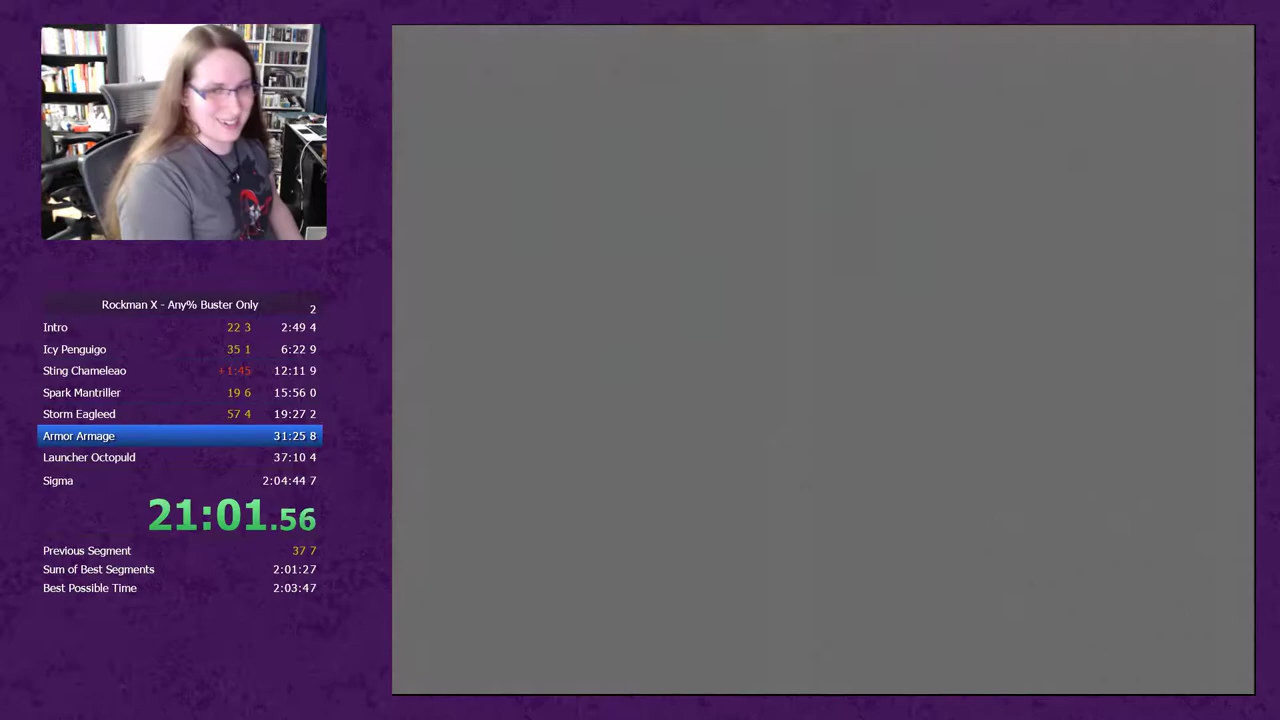 Rockman X - Any% Buster Only
2
Intro 22 3 2:49 4
Icy Penguigo 35 1 6:22 9
Sting Chameleao +1:45 12:11 9
Spark Mantriller 19 6 15:56 0
Storm Eagleed 57 4 19:27 2
Armor Armage 31:25 8
Launcher Octopuld 37:10 4
Sigma 2:04:44 7
21:01.56
Previous Segment 37 7
Sum of Best Segments 2:01:27
Best Possible Time 2:03:47